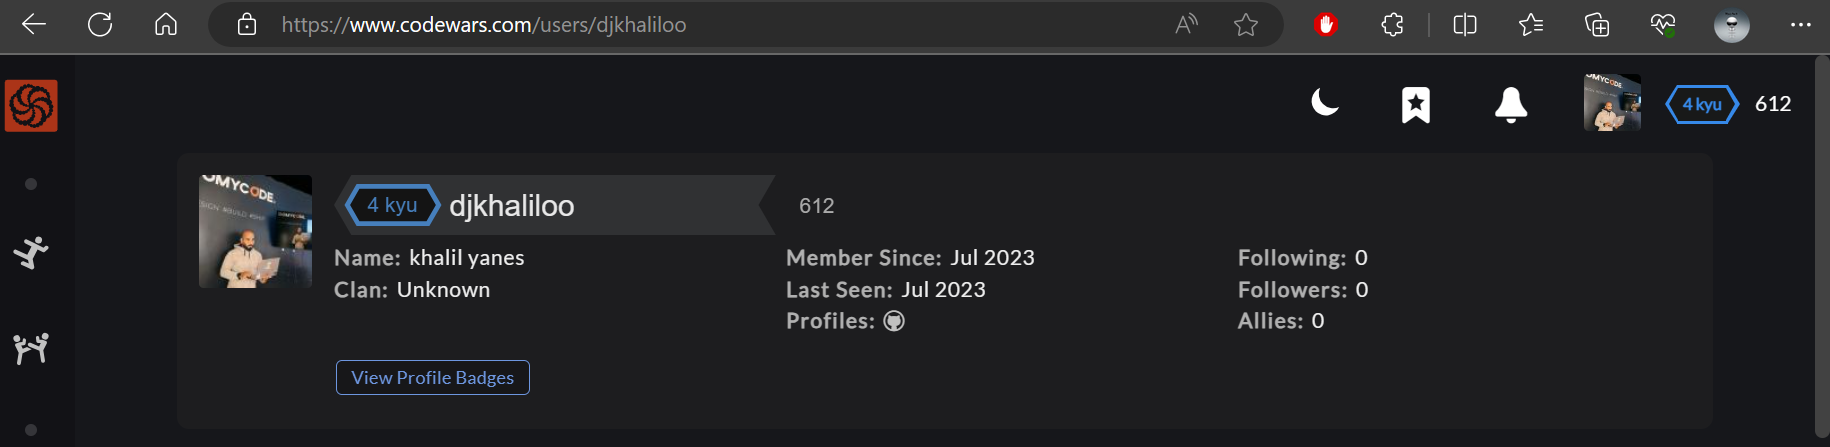 https://www.codewars.com/users/djkhaliloo
4 kyu 612
4 kyu djkhaliloo 612
Name: khalil yanes
Clan: Unknown
Member Since: Jul 2023
Last Seen: Jul 2023
Profiles:
Following: 0
Followers: 0
Allies: 0
View Profile Badges
OMYCODE.